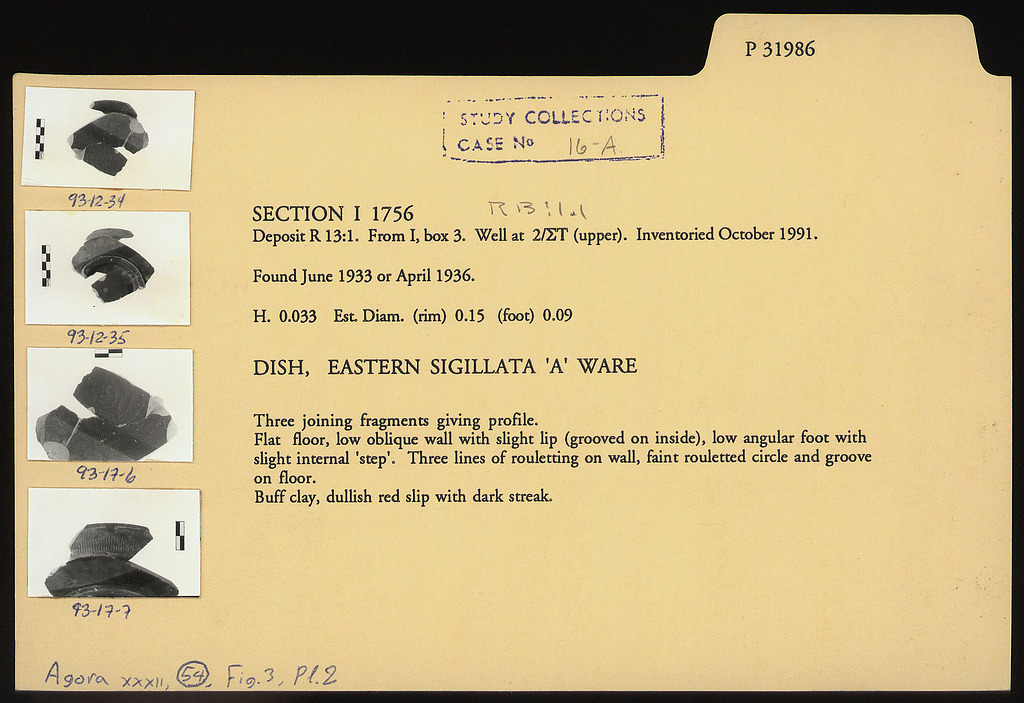 P 31986
STUDY COLLECTIONS
CASE No 16-A
93-12-34
SECTION I 1756
Deposit R 13:1. From I, box 3. Well at 2/ΣΤ (upper). Inventoried October 1991.
Found June 1933 or April 1936.
93-12-35
H. 0.033 Est. Diam. (rim) 0.15 (foot) 0.09
DISH, EASTERN SIGILLATA 'A' WARE
Three joining fragments giving profile.
Flat floor, low oblique wall with slight lip (grooved on inside), low angular foot with
slight internal 'step'. Three lines of rouletting on wall, faint rouletted circle and groove
on floor.
Buff clay, dullish red slip with dark streak.
93-17-6
93-17-7
Agora XXXII, 54, Fig.3, Pl.2